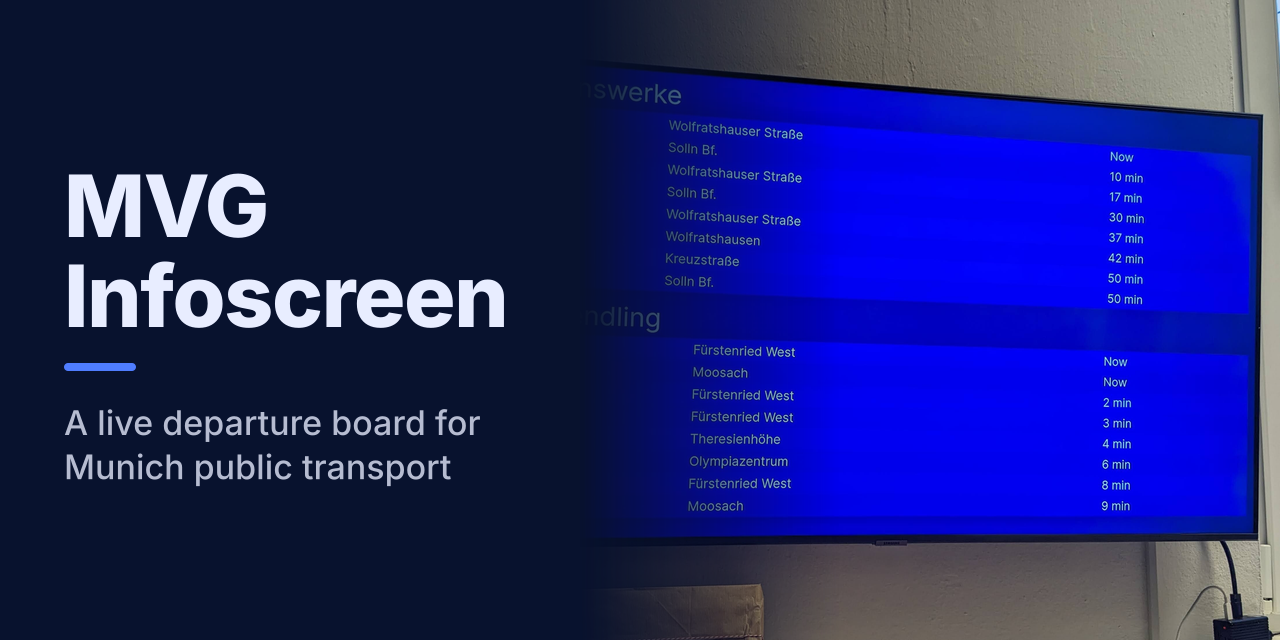 MVG
Infoscreen
A live departure board for
Munich public transport
nswerke
Wolfratshauser Straße Now
Solln Bf. 10 min
Wolfratshauser Straße 17 min
Solln Bf. 30 min
Wolfratshauser Straße 37 min
Wolfratshausen 42 min
Kreuzstraße 50 min
Solln Bf. 50 min
ndling
Fürstenried West Now
Moosach Now
Fürstenried West 2 min
Fürstenried West 3 min
Theresienhöhe 4 min
Olympiazentrum 6 min
Fürstenried West 8 min
Moosach 9 min